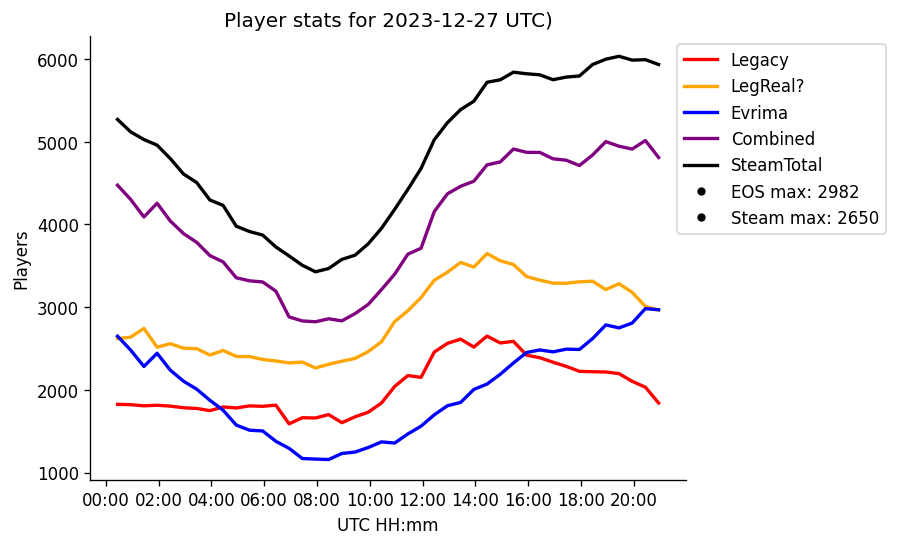 Player stats for 2023-12-27 UTC)
6000
5000
4000
3000
2000
1000
Players
00:00 02:00 04:00 06:00 08:00 10:00 12:00 14:00 16:00 18:00 20:00
UTC HH:mm
Legacy
LegReal?
Evrima
Combined
SteamTotal
EOS max: 2982
Steam max: 2650